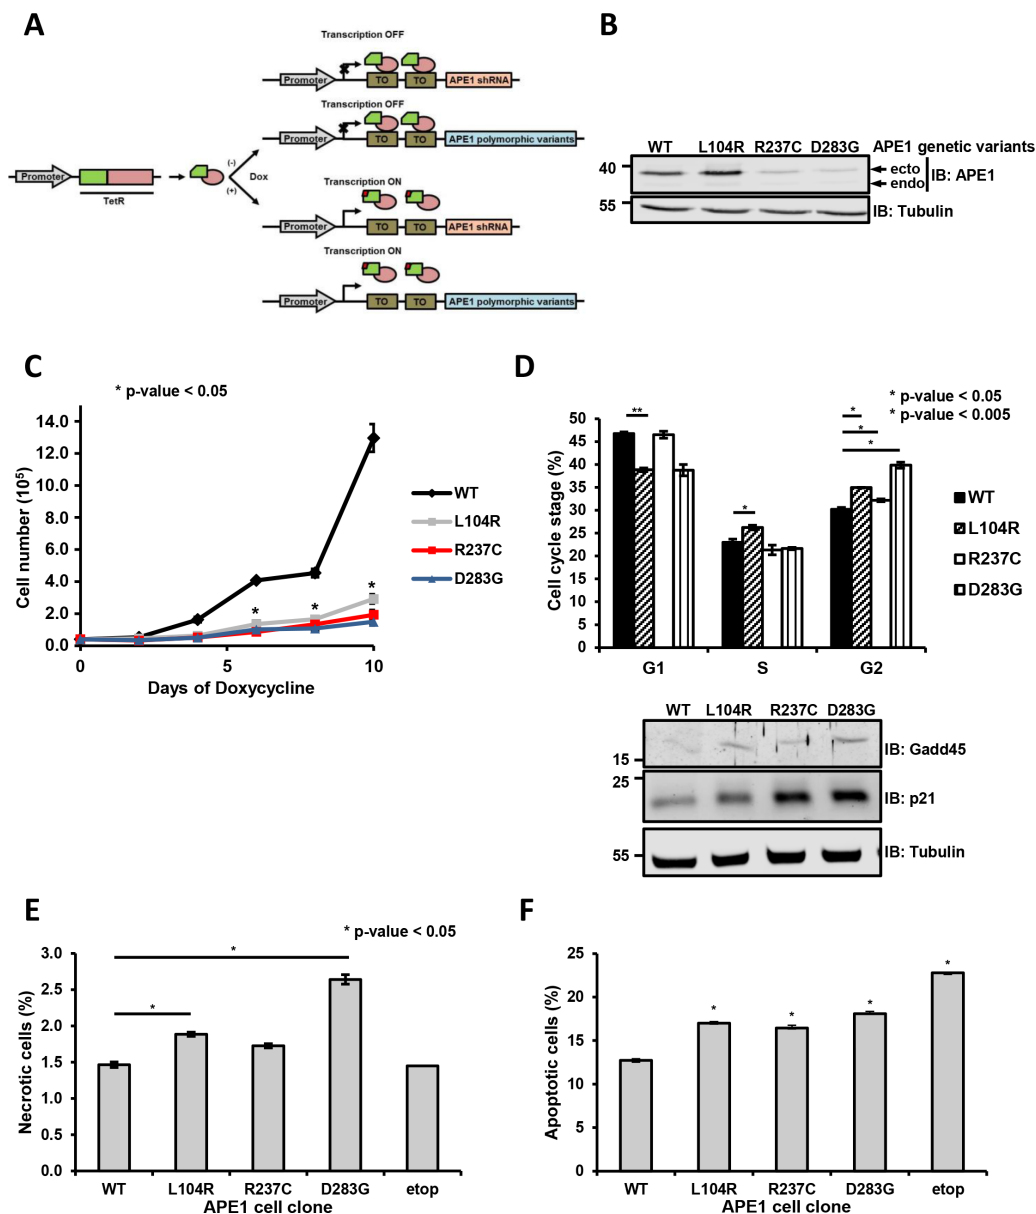 A
Transcription OFF
Promoter TO TO APE1 shRNA
Transcription OFF
Promoter TO TO APE1 polymorphic variants
Promoter
TetR
(-)
Dox
(+)
Transcription ON
Promoter TO TO APE1 shRNA
Transcription ON
Promoter TO TO APE1 polymorphic variants
B
WT L104R R237C D283G APE1 genetic variants
40
ecto
endo
IB: APE1
55
IB: Tubulin
C
* p-value < 0.05
Cell number (10⁵)
14.0
12.0
10.0
8.0
6.0
4.0
2.0
0.0
* * *
0 5 10
Days of Doxycycline
WT
L104R
R237C
D283G
D
* p-value < 0.05
* p-value < 0.005
Cell cycle stage (%)
50
45
40
35
30
25
20
15
10
5
0
**
*
*
*
*
G1 S G2
WT
L104R
R237C
D283G
WT L104R R237C D283G
15
IB: Gadd45
25
IB: p21
55
IB: Tubulin
E
* p-value < 0.05
Necrotic cells (%)
3.0
2.5
2.0
1.5
1.0
0.5
0.0
*
*
WT L104R R237C D283G etop
APE1 cell clone
F
Apoptotic cells (%)
25
20
15
10
5
0
* * * *
WT L104R R237C D283G etop
APE1 cell clone